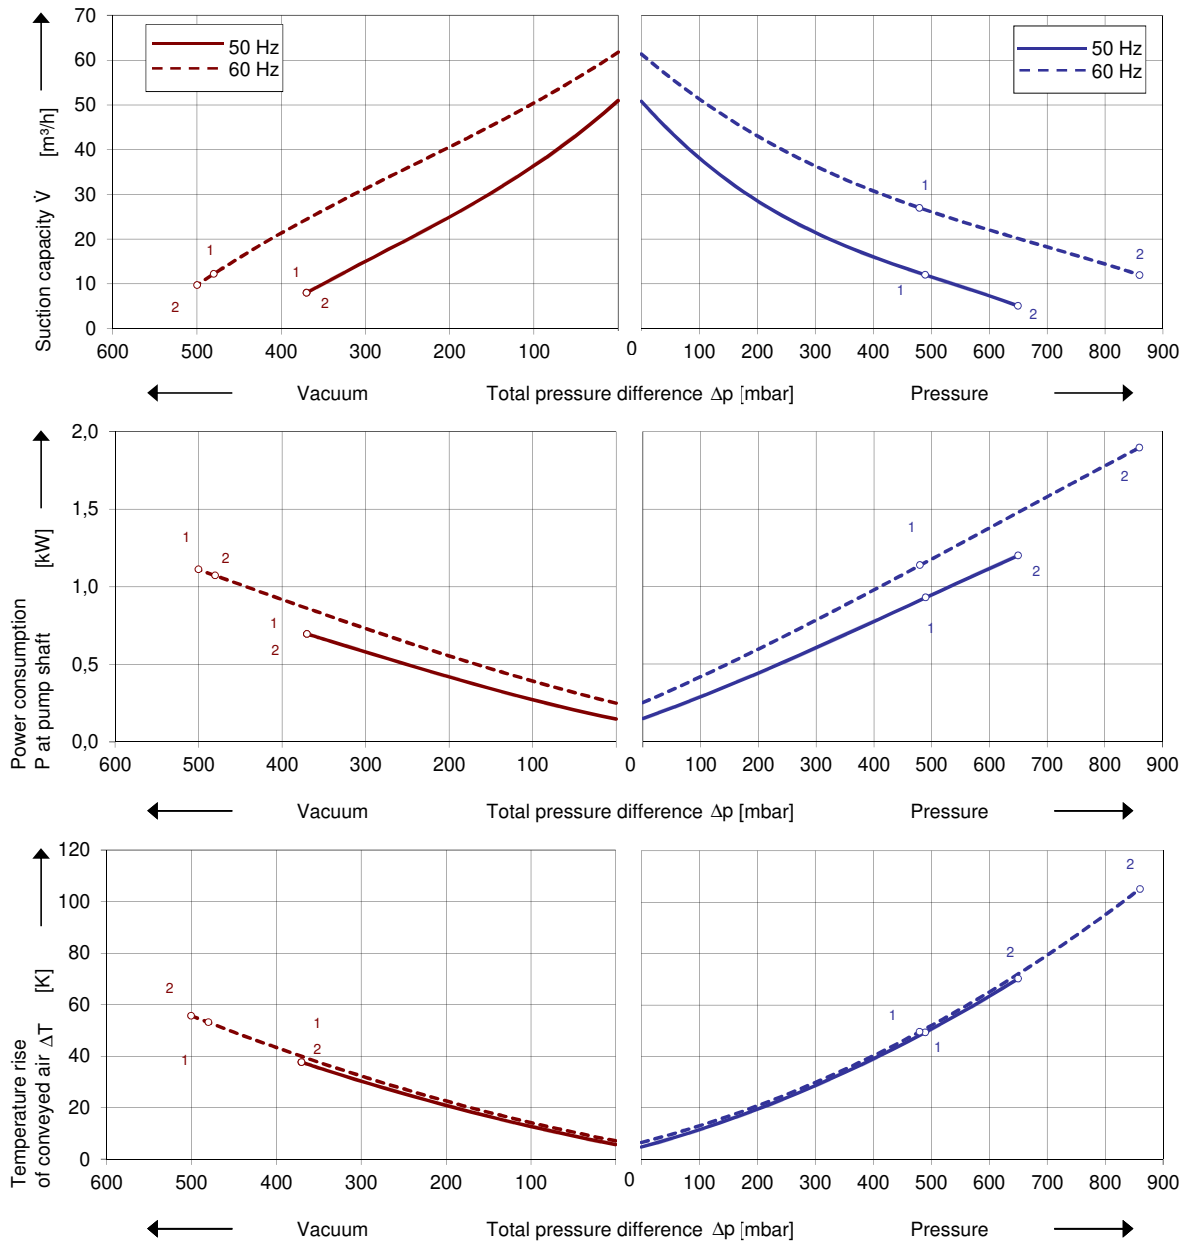 Suction capacity V̇ [m³/h]
70
60
50
40
30
20
10
0
50 Hz
60 Hz
1
2
1
2
50 Hz
60 Hz
1
2
1
2
600 500 400 300 200 100 0 100 200 300 400 500 600 700 800 900
Vacuum Total pressure difference Δp [mbar] Pressure
Power consumption
P at pump shaft [kW]
2,0
1,5
1,0
0,5
0,0
1
2
1
2
1
2
1
2
600 500 400 300 200 100 0 100 200 300 400 500 600 700 800 900
Vacuum Total pressure difference Δp [mbar] Pressure
Temperature rise
of conveyed air ΔT [K]
120
100
80
60
40
20
0
2
1
1
2
2
2
1
1
600 500 400 300 200 100 0 100 200 300 400 500 600 700 800 900
Vacuum Total pressure difference Δp [mbar] Pressure